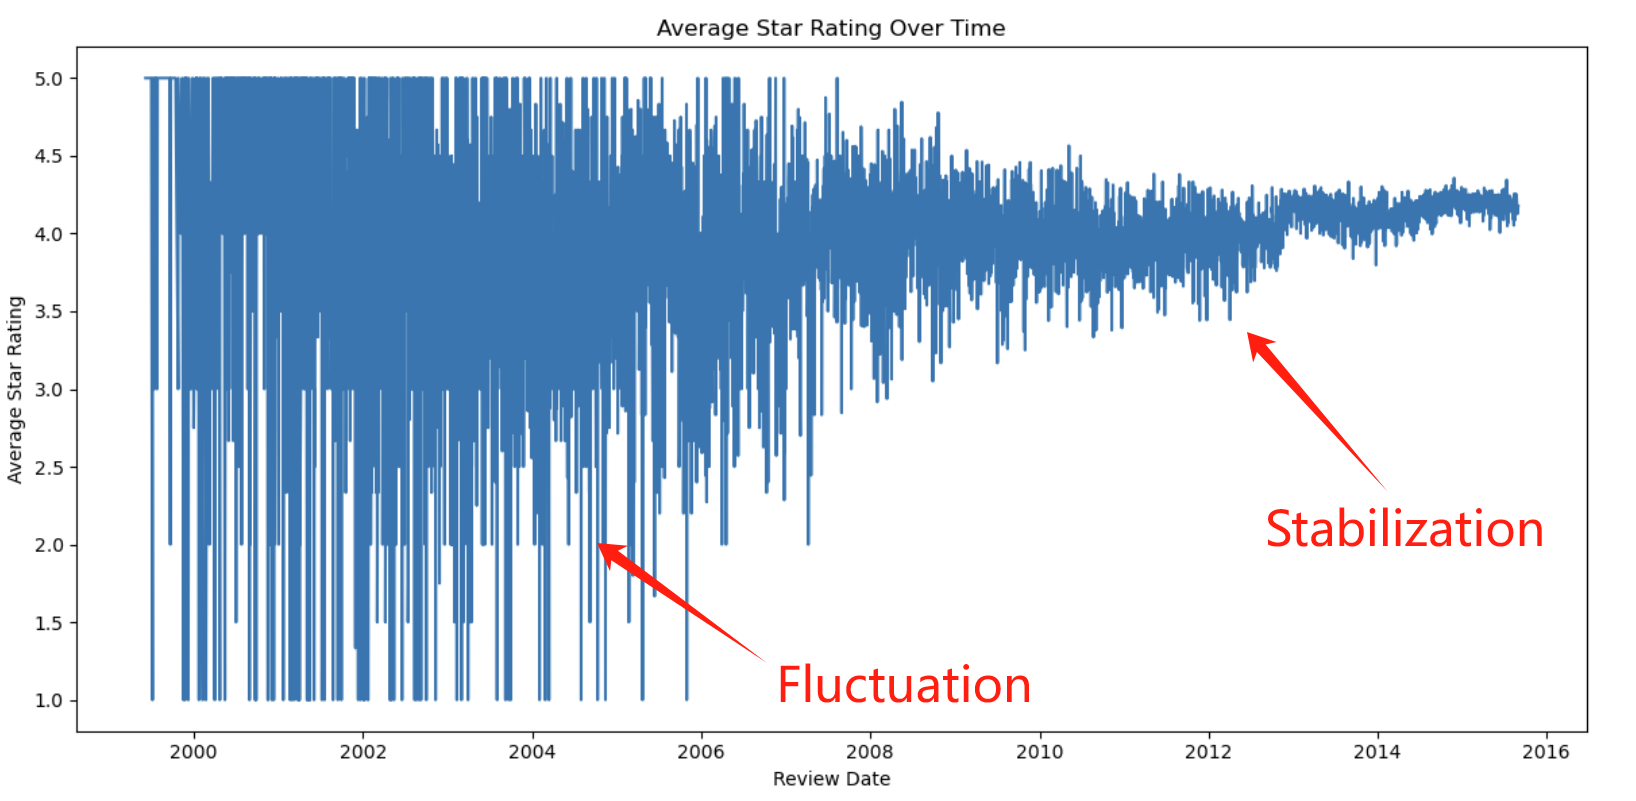 Average Star Rating Over Time
5.0
4.5
4.0
3.5
3.0
2.5
2.0
1.5
1.0
Average Star Rating
Stabilization
Fluctuation
2000 2002 2004 2006 2008 2010 2012 2014 2016
Review Date